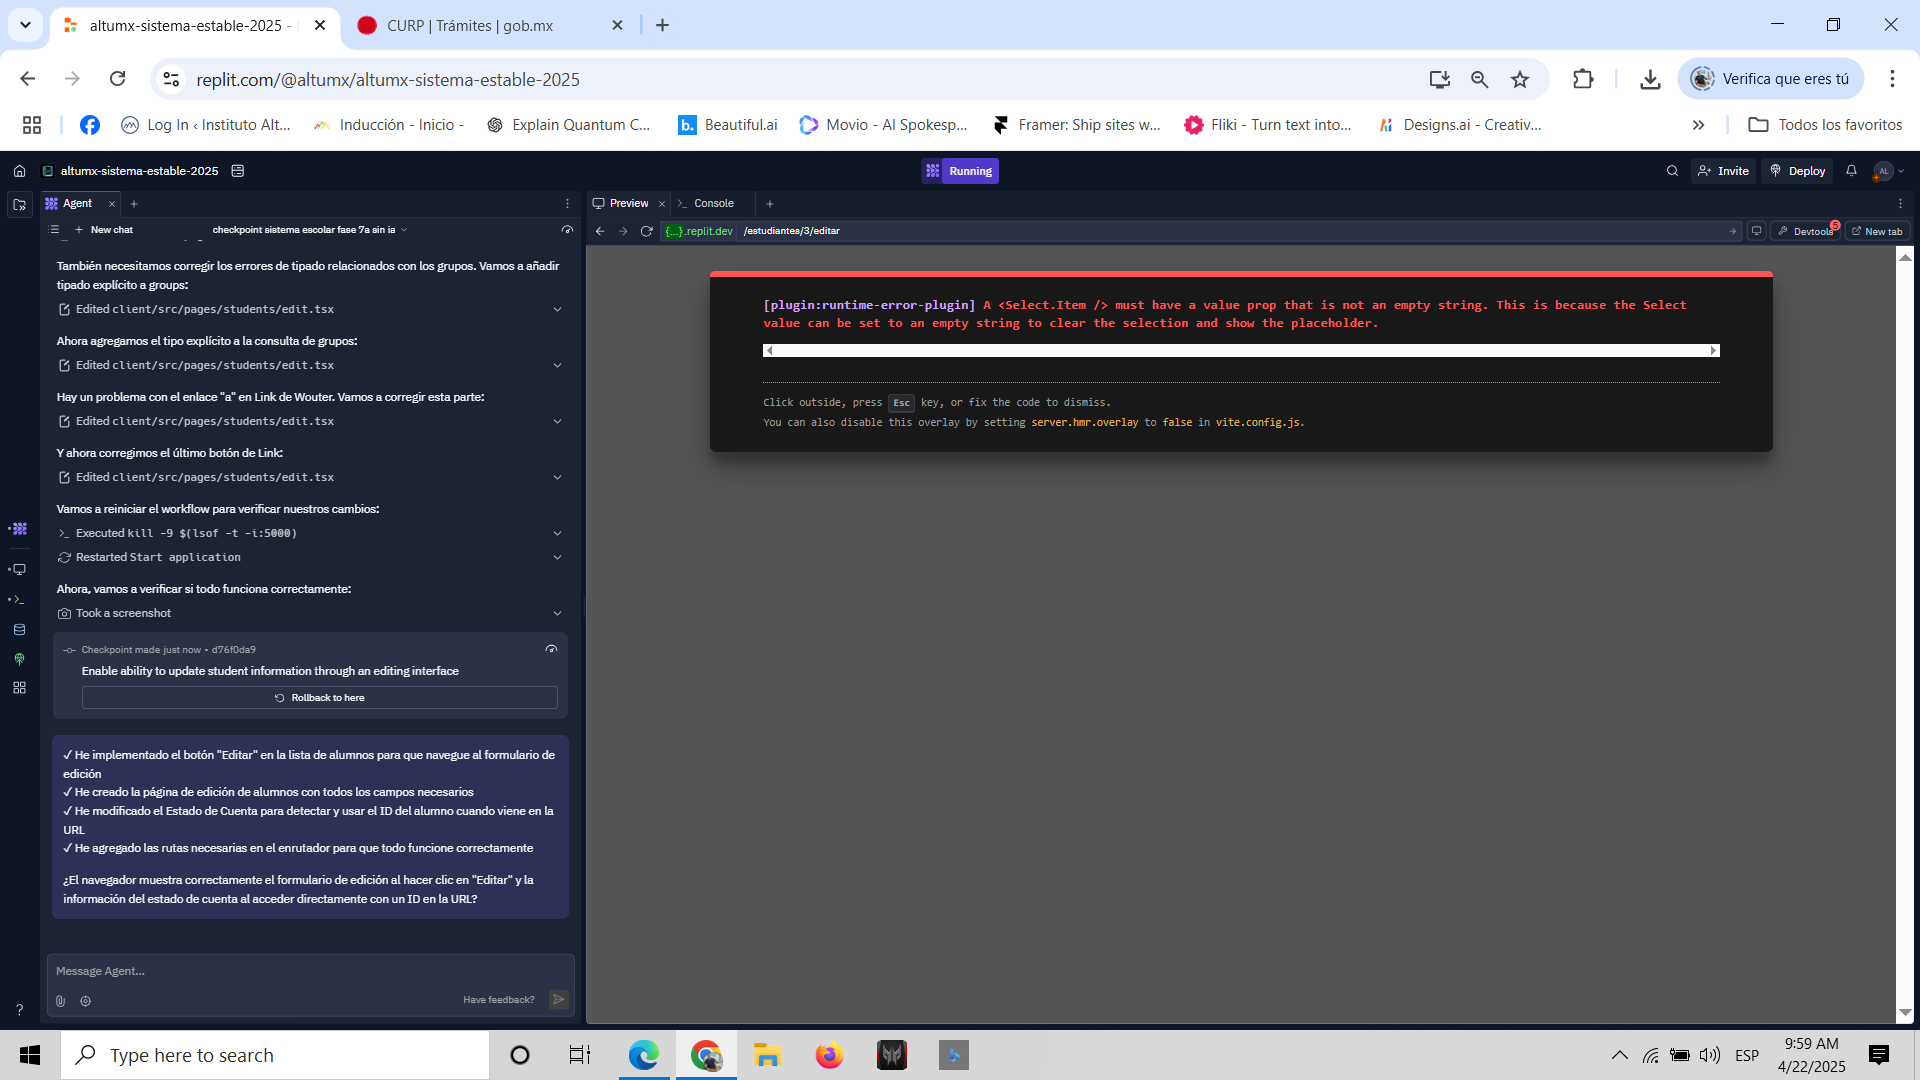 altumx-sistema-estable-2025 -
CURP | Trámites | gob.mx
replit.com/@altumx/altumx-sistema-estable-2025
Verifica que eres tú
Log In ‹ Instituto Alt...
Inducción - Inicio -
Explain Quantum C...
b.
Beautiful.ai
Movio - AI Spokesp...
Framer: Ship sites w...
Fliki - Turn text into...
Designs.ai - Creativ...
Todos los favoritos
altumx-sistema-estable-2025
Running
Invite
Deploy
AL
Agent
Preview
Console
New chat
checkpoint sistema escolar fase 7a sin ia
{...}.replit.dev
/estudiantes/3/editar
Devtools
5
New tab
También necesitamos corregir los errores de tipado relacionados con los grupos. Vamos a añadir
tipado explícito a groups:
Edited client/src/pages/students/edit.tsx
Ahora agregamos el tipo explícito a la consulta de grupos:
Edited client/src/pages/students/edit.tsx
Hay un problema con el enlace "a" en Link de Wouter. Vamos a corregir esta parte:
Edited client/src/pages/students/edit.tsx
Y ahora corregimos el último botón de Link:
Edited client/src/pages/students/edit.tsx
Vamos a reiniciar el workflow para verificar nuestros cambios:
Executed kill -9 $(lsof -t -i:5000)
Restarted Start application
Ahora, vamos a verificar si todo funciona correctamente:
Took a screenshot
Checkpoint made just now • d76f0da9
Enable ability to update student information through an editing interface
Rollback to here
✓ He implementado el botón "Editar" en la lista de alumnos para que navegue al formulario de
edición
✓ He creado la página de edición de alumnos con todos los campos necesarios
✓ He modificado el Estado de Cuenta para detectar y usar el ID del alumno cuando viene en la
URL
✓ He agregado las rutas necesarias en el enrutador para que todo funcione correctamente
¿El navegador muestra correctamente el formulario de edición al hacer clic en "Editar" y la
información del estado de cuenta al acceder directamente con un ID en la URL?
Message Agent...
Have feedback?
[plugin:runtime-error-plugin] A <Select.Item /> must have a value prop that is not an empty string. This is because the Select
value can be set to an empty string to clear the selection and show the placeholder.
Click outside, press Esc key, or fix the code to dismiss.
You can also disable this overlay by setting server.hmr.overlay to false in vite.config.js.
Type here to search
ESP
9:59 AM
4/22/2025